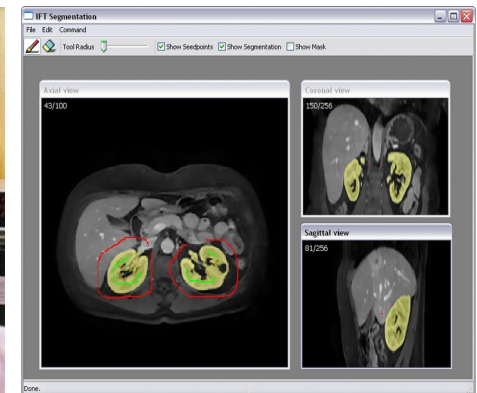 IFT Segmentation
File Edit Command
Tool Radius Show Seedpoints Show Segmentation Show Mask
Axial view
43/100
Coronal view
150/256
Sagittal view
81/256
Done.